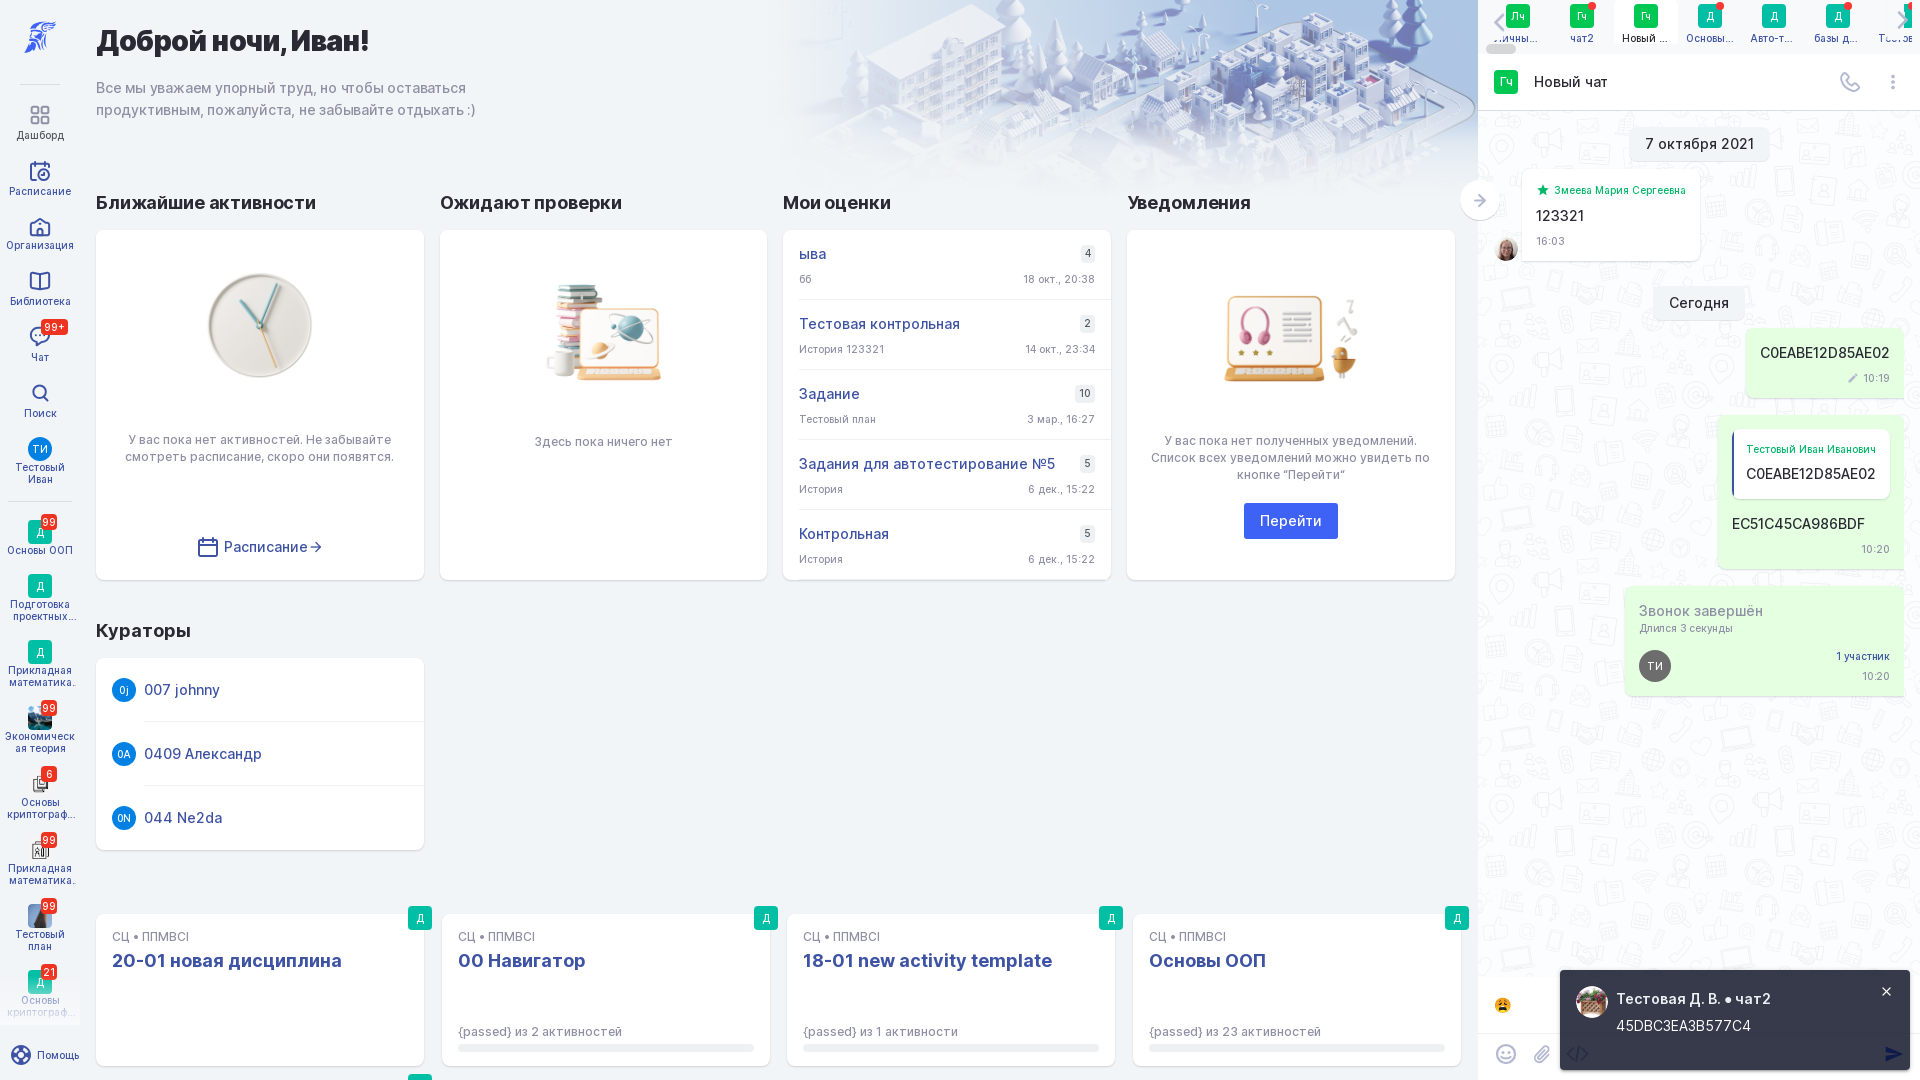 Дашборд
Расписание
Организация
Библиотека
99+
Чат
Поиск
ТИ
Тестовый
Иван
99
Д
Основы ООП
Д
Подготовка
проектных...
Д
Прикладная
математика.
99
Экономическ
ая теория
6
Основы
криптограф...
99
Прикладная
математика.
99
Тестовый
план
21
Д
Основы
криптограф...
Помощь
Доброй ночи, Иван!
Все мы уважаем упорный труд, но чтобы оставаться
продуктивным, пожалуйста, не забывайте отдыхать :)
Ближайшие активности
У вас пока нет активностей. Не забывайте
смотреть расписание, скоро они появятся.
Расписание
Ожидают проверки
Здесь пока ничего нет
Мои оценки
ыва 4
бб 18 окт., 20:38
Тестовая контрольная 2
История 123321 14 окт., 23:34
Задание 10
Тестовый план 3 мар., 16:27
Задания для автотестирование №5 5
История 6 дек., 15:22
Контрольная 5
История 6 дек., 15:22
Уведомления
У вас пока нет полученных уведомлений.
Список всех уведомлений можно увидеть по
кнопке “Перейти”
Перейти
Кураторы
0j 007 johnny
0А 0409 Александр
0N 044 Ne2da
Д
СЦ • ППМВСІ
20-01 новая дисциплина
Д
СЦ • ППМВСІ
00 Навигатор
{passed} из 2 активностей
Д
СЦ • ППМВСІ
18-01 new activity template
{passed} из 1 активности
Д
СЦ • ППМВСІ
Основы ООП
{passed} из 23 активностей
Лч Гч Гч Д Д Д
Личны... чат2 Новый ... Основы... Авто-т... базы д... Тестов
Гч Новый чат
7 октября 2021
Змеева Мария Сергеевна
123321
16:03
Сегодня
C0EABE12D85AE02
10:19
Тестовый Иван Иванович
C0EABE12D85AE02
EC51C45CA986BDF
10:20
Звонок завершён
Длился 3 секунды
ТИ
1 участник
10:20
Тестовая Д. В. ● чат2
45DBC3EA3B577C4